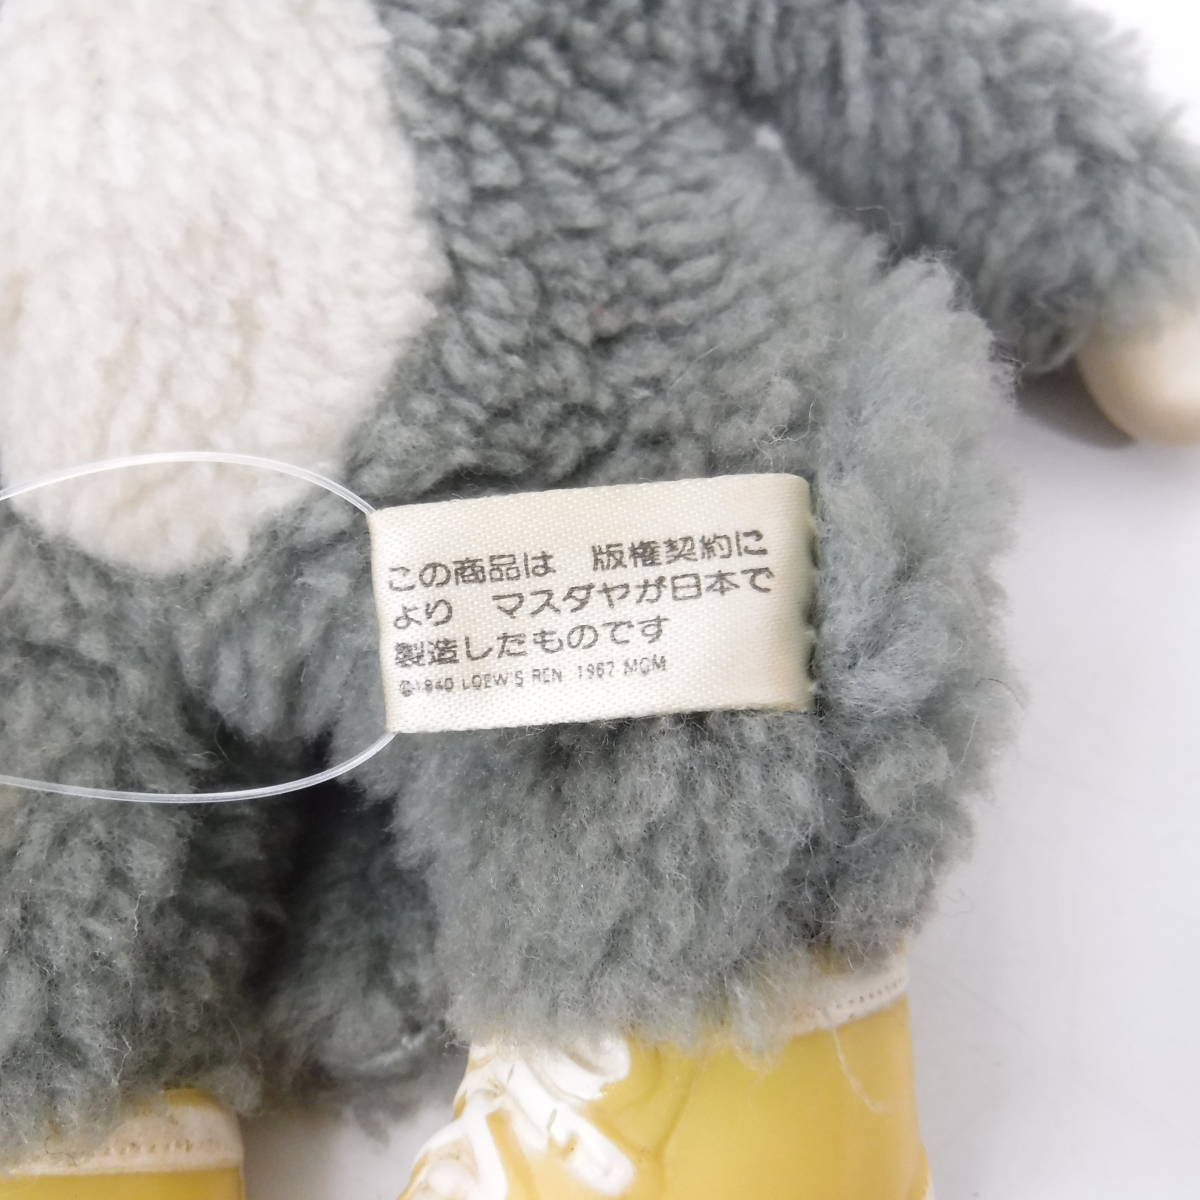 この商品は　版権契約に
より　マスダヤが日本で
製造したものです
©1940 LOEW'S REN 1967 MGM